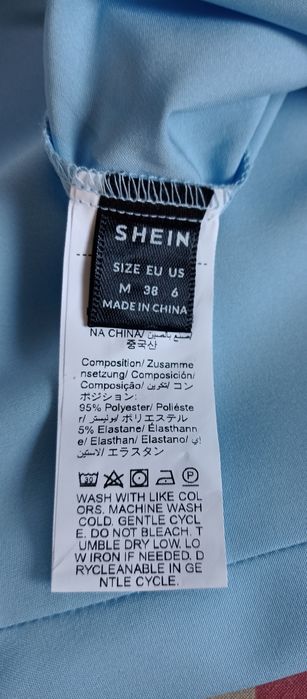 SHEIN
SIZE EU US
M 38 6
MADE IN CHINA
NA CHINA/ صنع بالصين/
중국산
Composition/ Zusamme
nsetzung/ Composición/
Composição/ تكوين/ コン
ポジション:
95% Polyester/ Poliéste
r/ بوليستر/ ポリエステル
5% Elastane/ Élasthann
e/ Elasthan/ Elastano/ إي
لاستين/ エラスタン
WASH WITH LIKE COL
ORS. MACHINE WASH
COLD. GENTLE CYCL
E. DO NOT BLEACH. T
UMBLE DRY LOW. LO
W IRON IF NEEDED. D
RYCLEANABLE IN GE
NTLE CYCLE.